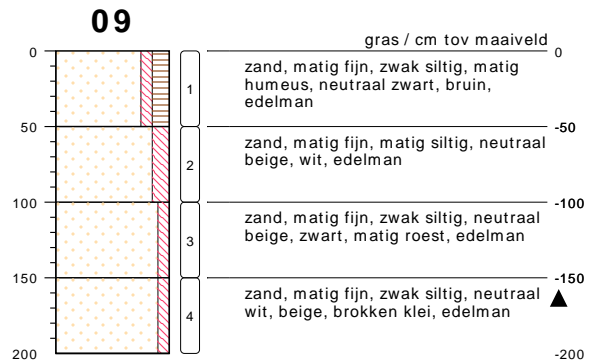 09
gras / cm tov maaiveld
0 0
zand, matig fijn, zwak siltig, matig
humeus, neutraal zwart, bruin,
edelman
1
50 -50
zand, matig fijn, matig siltig, neutraal
beige, wit, edelman
2
100 -100
zand, matig fijn, zwak siltig, neutraal
beige, zwart, matig roest, edelman
3
150 -150
zand, matig fijn, zwak siltig, neutraal
wit, beige, brokken klei, edelman
4
200 -200